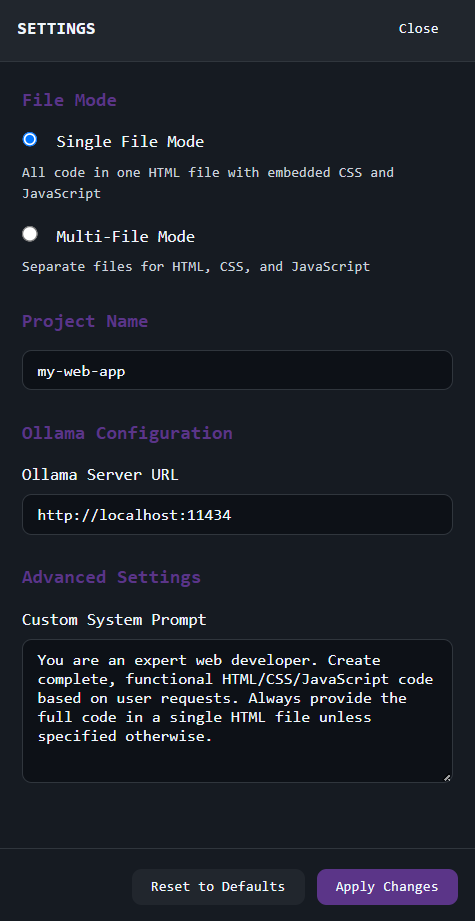 SETTINGS
Close
File Mode
Single File Mode
All code in one HTML file with embedded CSS and
JavaScript
Multi-File Mode
Separate files for HTML, CSS, and JavaScript
Project Name
my-web-app
Ollama Configuration
Ollama Server URL
http://localhost:11434
Advanced Settings
Custom System Prompt
You are an expert web developer. Create
complete, functional HTML/CSS/JavaScript code
based on user requests. Always provide the
full code in a single HTML file unless
specified otherwise.
Reset to Defaults
Apply Changes